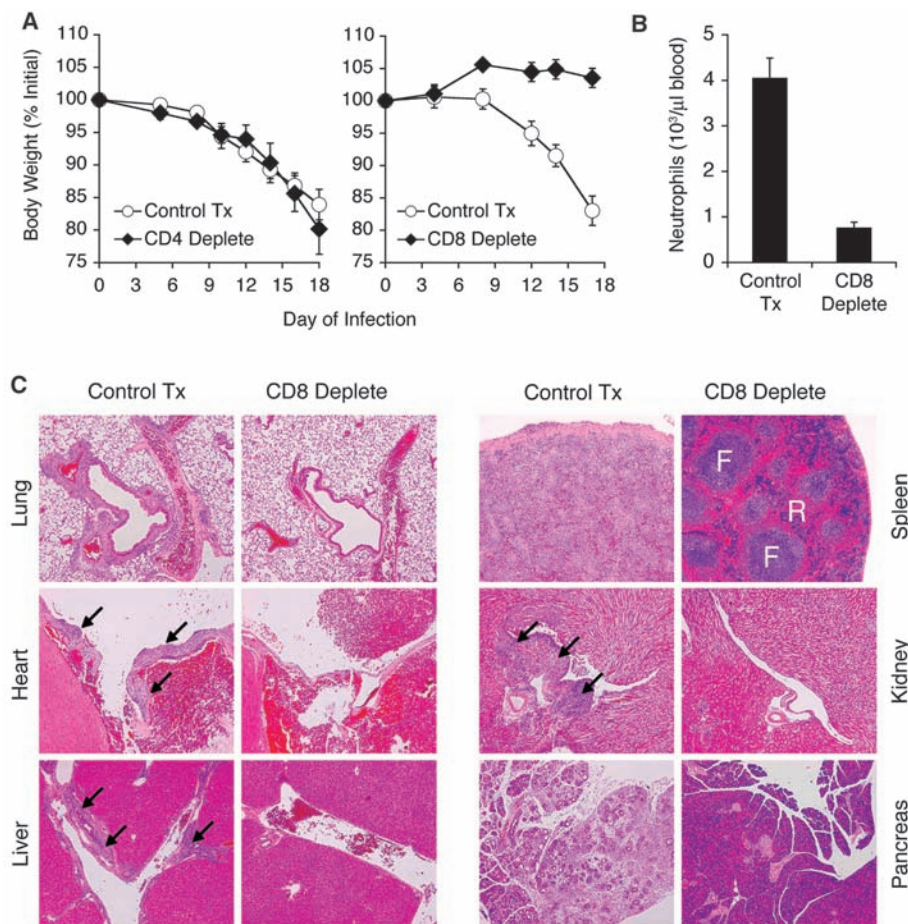 A
B
Body Weight (% Initial)
110
105
100
95
90
85
80
75
0 3 6 9 12 15 18
Control Tx
CD4 Deplete
110
105
100
95
90
85
80
75
0 3 6 9 12 15 18
Control Tx
CD8 Deplete
Day of Infection
Neutrophils (10³/µl blood)
5
4
3
2
1
0
Control Tx
CD8 Deplete
C
Control Tx CD8 Deplete Control Tx CD8 Deplete
Lung
F
R
F
Spleen
Heart
Kidney
Liver
Pancreas